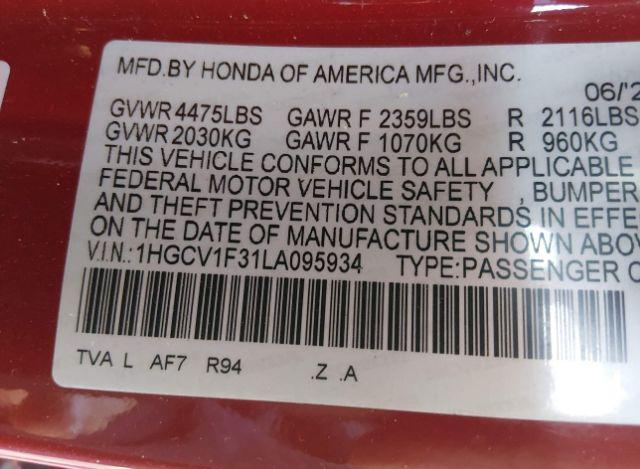 MFD.BY HONDA OF AMERICA MFG.,INC.
06/'2
GVWR 4475LBS GAWR F 2359LBS R 2116LBS
GVWR 2030KG GAWR F 1070KG R 960KG
THIS VEHICLE CONFORMS TO ALL APPLICABLE
FEDERAL MOTOR VEHICLE SAFETY , BUMPER
AND THEFT PREVENTION STANDARDS IN EFFE
ON THE DATE OF MANUFACTURE SHOWN ABOV
V.I.N.:1HGCV1F31LA095934 TYPE:PASSENGER C
TVA L AF7 R94 .Z .A